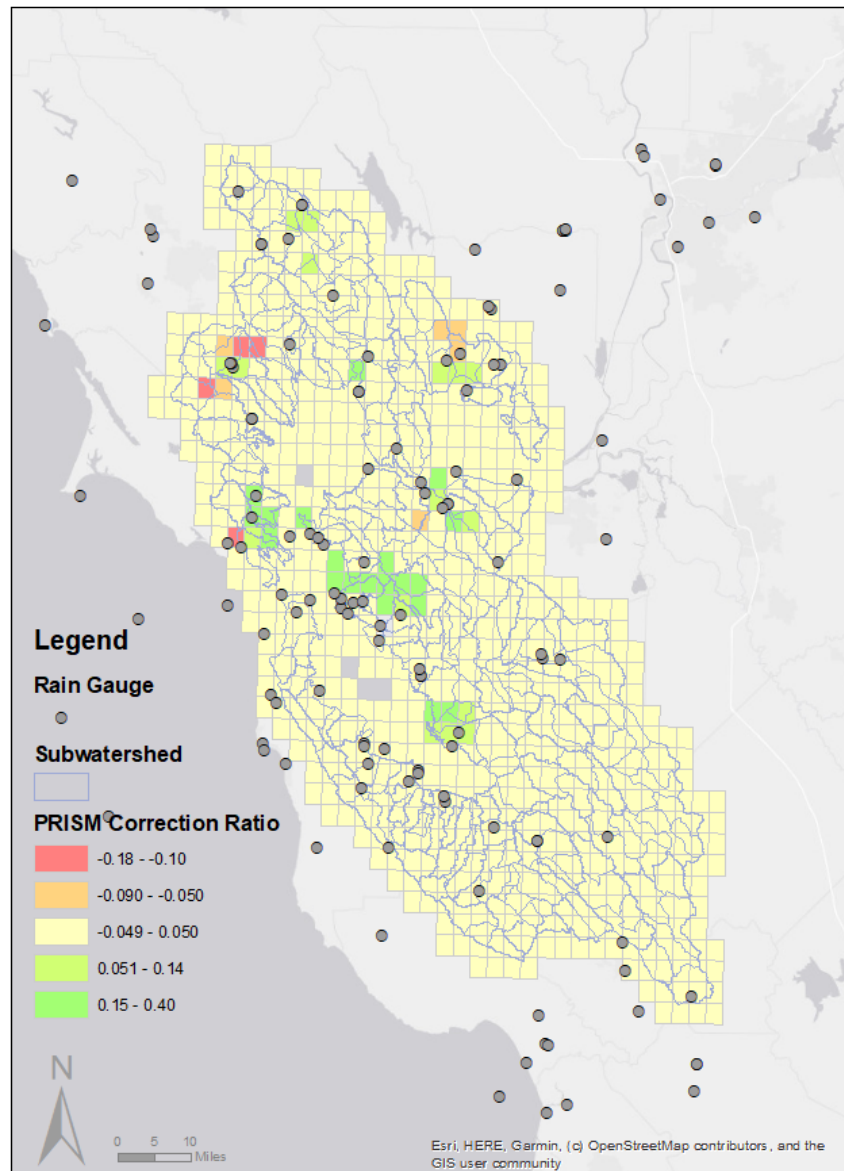 Legend
Rain Gauge
Subwatershed
PRISM Correction Ratio
-0.18 - -0.10
-0.090 - -0.050
-0.049 - 0.050
0.051 - 0.14
0.15 - 0.40
N
0 5 10
Miles
Esri, HERE, Garmin, (c) OpenStreetMap contributors, and the
GIS user community